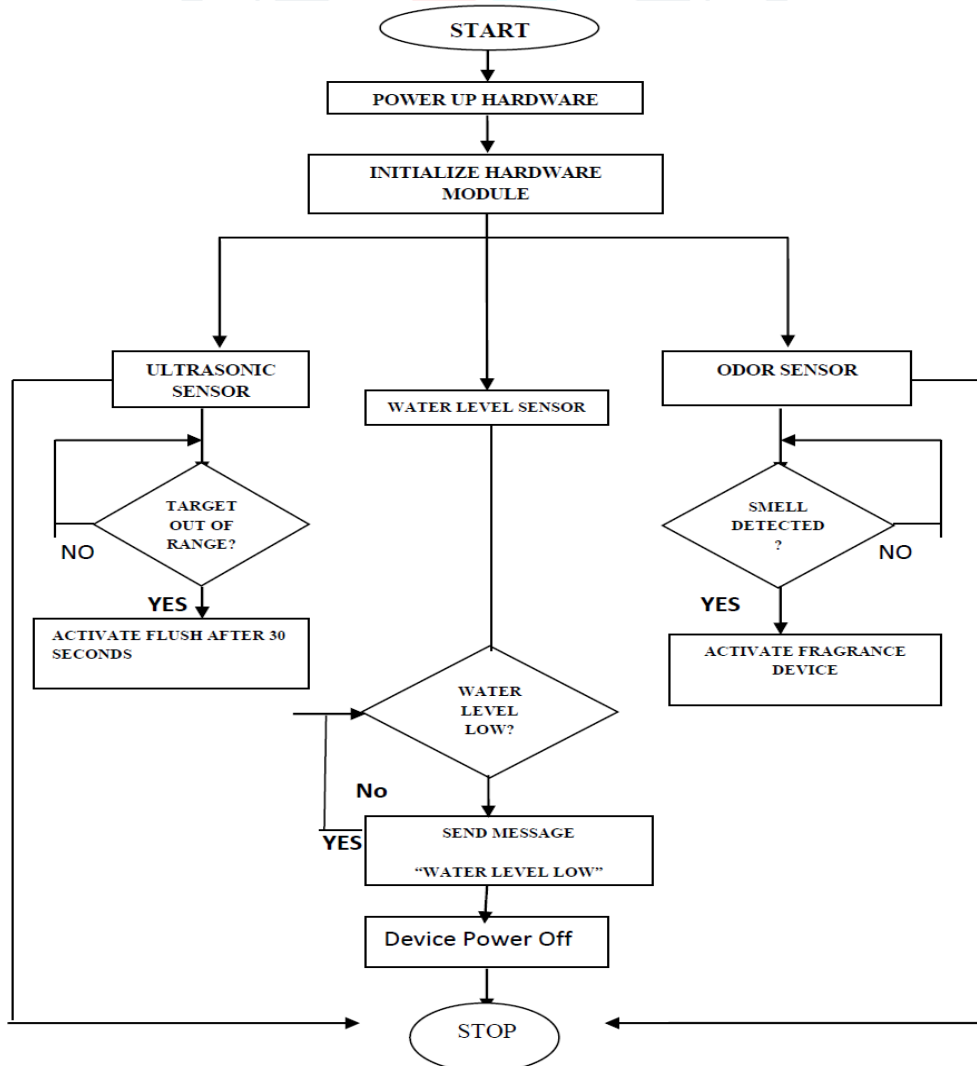 START
POWER UP HARDWARE
INITIALIZE HARDWARE
MODULE
ULTRASONIC
SENSOR
WATER LEVEL SENSOR
ODOR SENSOR
TARGET
OUT OF
RANGE?
NO
YES
ACTIVATE FLUSH AFTER 30
SECONDS
SMELL
DETECTED
?
NO
YES
ACTIVATE FRAGRANCE
DEVICE
WATER
LEVEL
LOW?
No
YES
SEND MESSAGE
“WATER LEVEL LOW”
Device Power Off
STOP